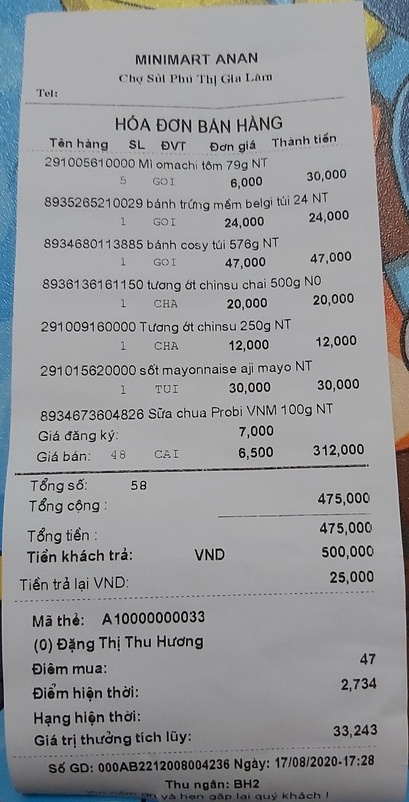 MINIMART ANAN
Chợ Sủi Phú Thị Gia Lâm
Tel:
HÓA ĐƠN BÁN HÀNG
Tên hàng SL ĐVT Đơn giá Thành tiền
291005610000 Mì omachi tôm 79g NT
5 GOI 6,000 30,000
8935265210029 bánh trứng mềm belgi túi 24 NT
1 GOI 24,000 24,000
8934680113885 bánh cosy túi 576g NT
1 GOI 47,000 47,000
8936136161150 tương ớt chinsu chai 500g N0
1 CHA 20,000 20,000
291009160000 Tương ớt chinsu 250g NT
1 CHA 12,000 12,000
291015620000 sốt mayonnaise aji mayo NT
1 TUI 30,000 30,000
8934673604826 Sữa chua Probi VNM 100g NT
Giá đăng ký: 7,000
Giá bán: 48 CAI 6,500 312,000
Tổng số: 58
Tổng cộng : 475,000
Tổng tiền : 475,000
Tiền khách trả: VND 500,000
Tiền trả lại VND: 25,000
Mã thẻ: A10000000033
(0) Đặng Thị Thu Hương
Điểm mua: 47
Điểm hiện thời: 2,734
Hạng hiện thời:
Giá trị thưởng tích lũy: 33,243
Số GD: 000AB2212008004236 Ngày: 17/08/2020-17:28
Thu ngân: BH2
và hẹn gặp lại quý khách !